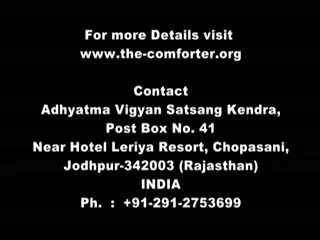 For more Details visit
www.the-comforter.org
Contact
Adhyatma Vigyan Satsang Kendra,
Post Box No. 41
Near Hotel Leriya Resort, Chopasani,
Jodhpur-342003 (Rajasthan)
INDIA
Ph. : +91-291-2753699